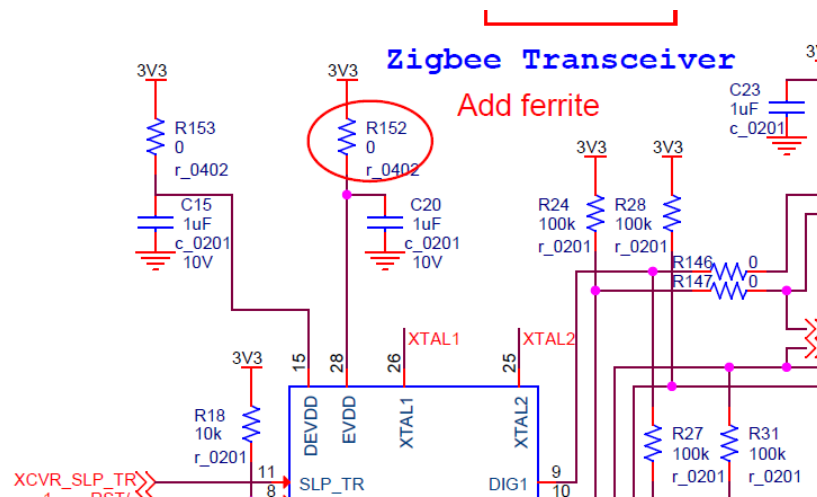 Zigbee Transceiver
Add ferrite
3V3
R153
0
r_0402
C15
1uF
c_0201
10V
3V3
R152
0
r_0402
C20
1uF
c_0201
10V
C23
1uF
c_0201
3V3
R24
100k
r_0201
3V3
R28
100k
r_0201
R146 0
R147 0
XTAL1
XTAL2
15
28
26
25
DEVDD
EVDD
XTAL1
XTAL2
3V3
R18
10k
r_0201
R27
100k
r_0201
R31
100k
r_0201
XCVR_SLP_TR
11
SLP_TR
8
DIG1
9
10